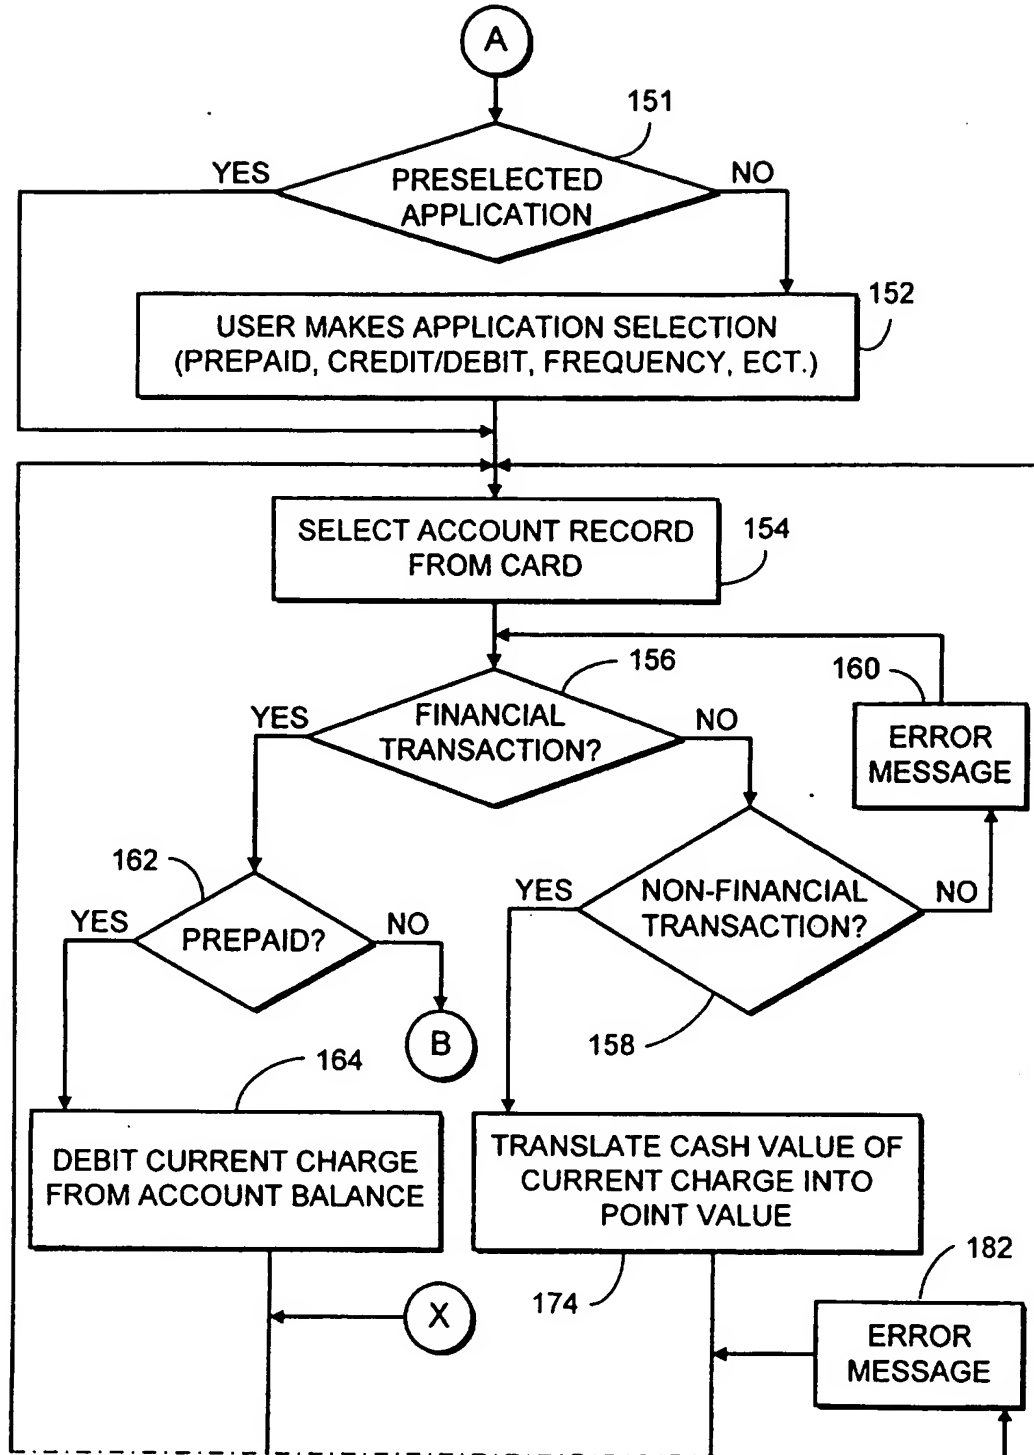 A
151
YES
NO
PRESELECTED
APPLICATION
152
USER MAKES APPLICATION SELECTION
(PREPAID, CREDIT/DEBIT, FREQUENCY, ECT.)
SELECT ACCOUNT RECORD
FROM CARD
154
156
160
YES
FINANCIAL
TRANSACTION?
NO
ERROR
MESSAGE
162
YES
PREPAID?
NO
YES
NON-FINANCIAL
TRANSACTION?
NO
B
158
164
DEBIT CURRENT CHARGE
FROM ACCOUNT BALANCE
TRANSLATE CASH VALUE OF
CURRENT CHARGE INTO
POINT VALUE
182
174
X
ERROR
MESSAGE